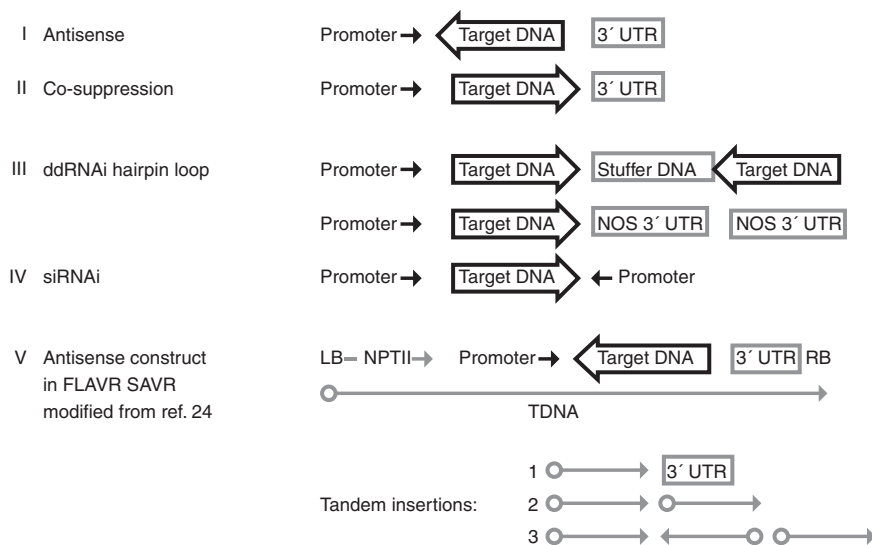 I Antisense Promoter Target DNA 3´ UTR
II Co-suppression Promoter Target DNA 3´ UTR
III ddRNAi hairpin loop Promoter Target DNA Stuffer DNA Target DNA
Promoter Target DNA NOS 3´ UTR NOS 3´ UTR
IV siRNAi Promoter Target DNA Promoter
V Antisense construct LB NPTII Promoter Target DNA 3´ UTR RB
in FLAVR SAVR
modified from ref. 24 TDNA
1 3´ UTR
Tandem insertions: 2
3